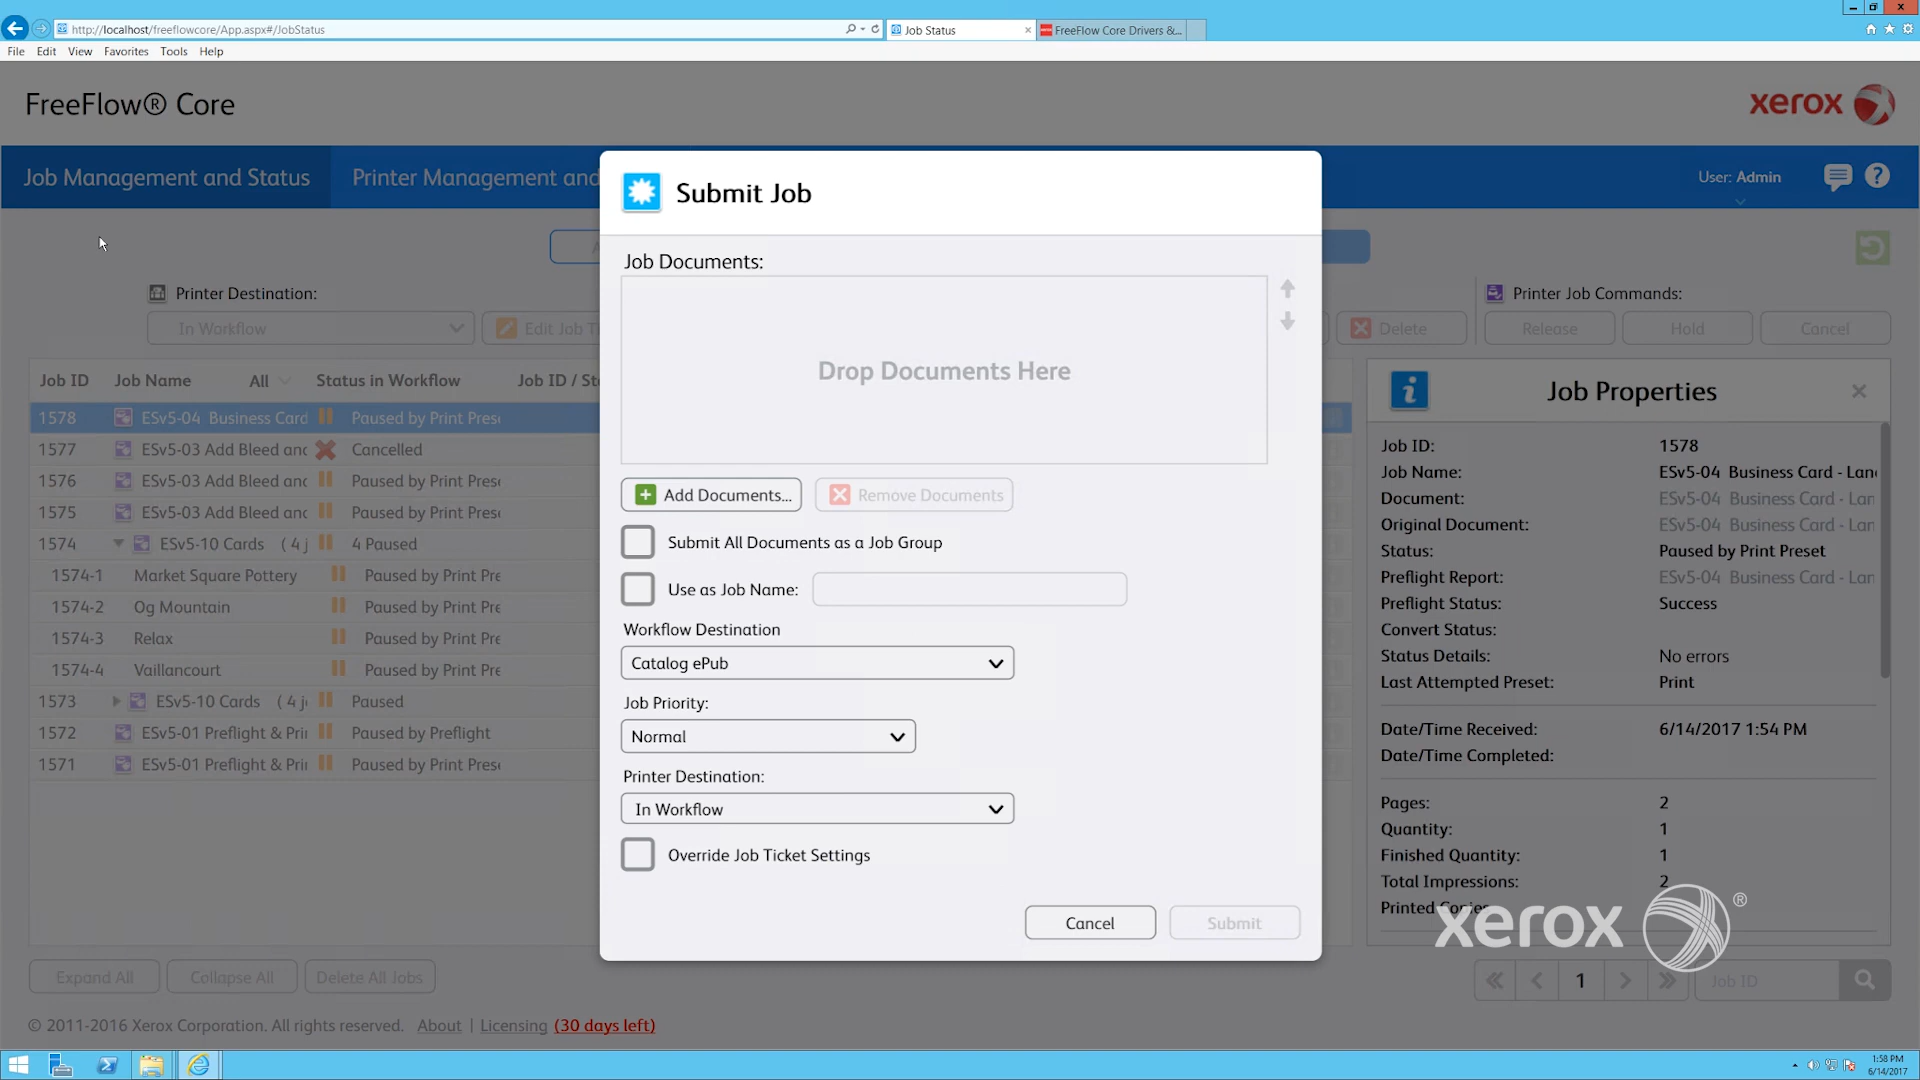 http://localhost/freeflowcore/App.aspx#/JobStatus
Job Status
FreeFlow Core Drivers &...
File Edit View Favorites Tools Help
FreeFlow® Core
xerox
Job Management and Status
Printer Management and
User: Admin
Submit Job
Job Documents:
Drop Documents Here
Add Documents...
Remove Documents
Submit All Documents as a Job Group
Use as Job Name:
Workflow Destination
Catalog ePub
Job Priority:
Normal
Printer Destination:
In Workflow
Override Job Ticket Settings
Cancel
Submit
Printer Destination:
In Workflow
Edit Job T
Delete
Printer Job Commands:
Release Hold Cancel
Job ID Job Name All Status in Workflow Job ID / St
1578 ESv5-04 Business Card Paused by Print Pres
1577 ESv5-03 Add Bleed and Cancelled
1576 ESv5-03 Add Bleed and Paused by Print Pres
1575 ESv5-03 Add Bleed and Paused by Print Pres
1574 ESv5-10 Cards ( 4 j 4 Paused
1574-1 Market Square Pottery Paused by Print Pre
1574-2 Og Mountain Paused by Print Pre
1574-3 Relax Paused by Print Pre
1574-4 Vaillancourt Paused by Print Pre
1573 ESv5-10 Cards ( 4 j Paused
1572 ESv5-01 Preflight & Pri Paused by Preflight
1571 ESv5-01 Preflight & Pri Paused by Print Pres
Job Properties
Job ID: 1578
Job Name: ESv5-04 Business Card - Lan
Document: ESv5-04 Business Card - Lan
Original Document: ESv5-04 Business Card - Lan
Status: Paused by Print Preset
Preflight Report: ESv5-04 Business Card - Lan
Preflight Status: Success
Convert Status:
Status Details: No errors
Last Attempted Preset: Print
Date/Time Received: 6/14/2017 1:54 PM
Date/Time Completed:
Pages: 2
Quantity: 1
Finished Quantity: 1
Total Impressions: 2
Printed Copies
xerox ®
Expand All Collapse All Delete All Jobs
1
Job ID
© 2011-2016 Xerox Corporation. All rights reserved. About | Licensing (30 days left)
1:58 PM
6/14/2017